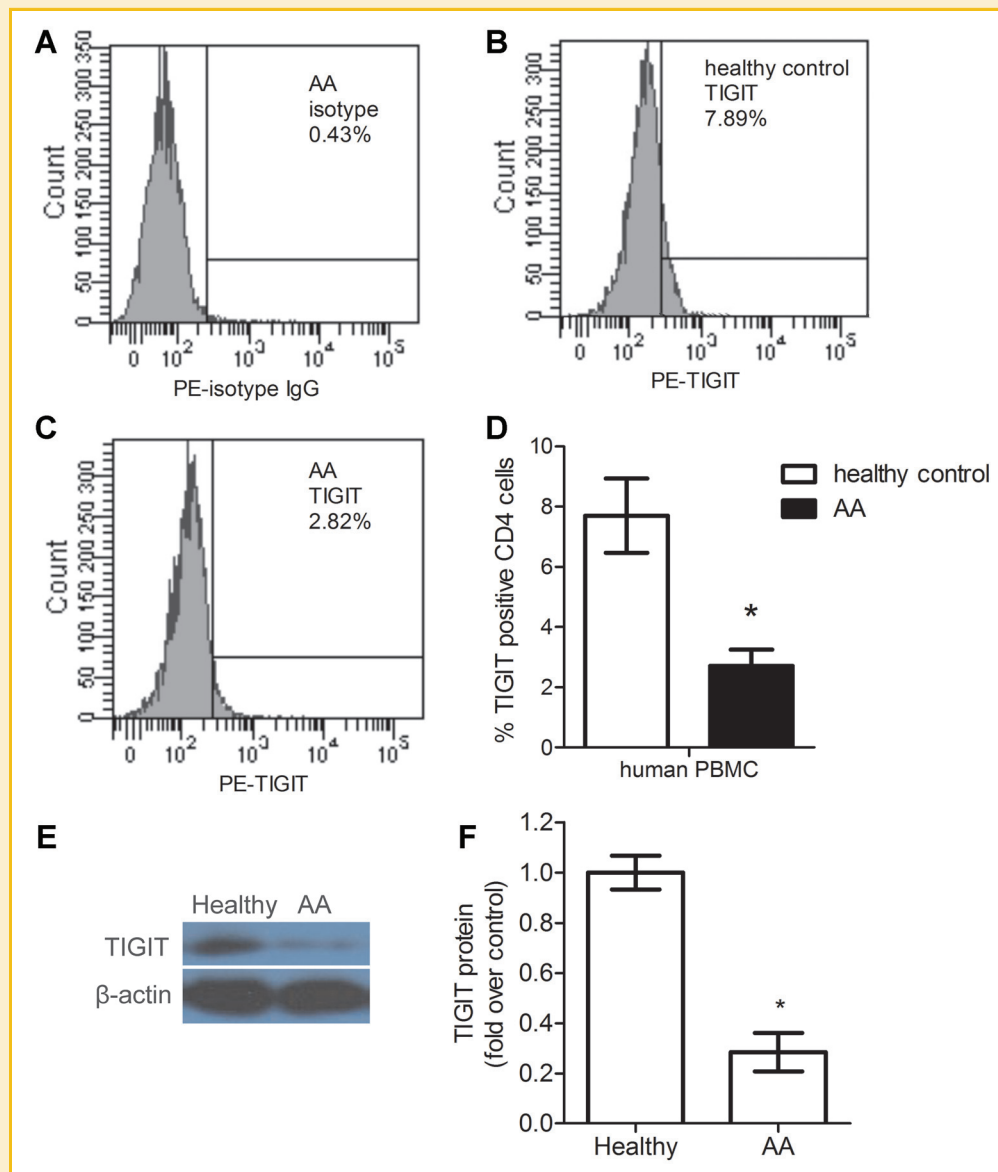 A
AA
isotype
0.43%
Count
350
300
250
200
150
100
50
0
0 10² 10³ 10⁴ 10⁵
PE-isotype IgG
B
healthy control
TIGIT
7.89%
Count
300
250
200
150
100
50
0
0 10² 10³ 10⁴ 10⁵
PE-TIGIT
C
AA
TIGIT
2.82%
Count
300
250
200
150
100
50
0
0 10² 10³ 10⁴ 10⁵
PE-TIGIT
D
% TIGIT positive CD4 cells
10
8
6
4
2
0
healthy control
AA
*
human PBMC
E
Healthy AA
TIGIT
β-actin
F
TIGIT protein
(fold over control)
1.2
1.0
0.8
0.6
0.4
0.2
0.0
*
Healthy AA